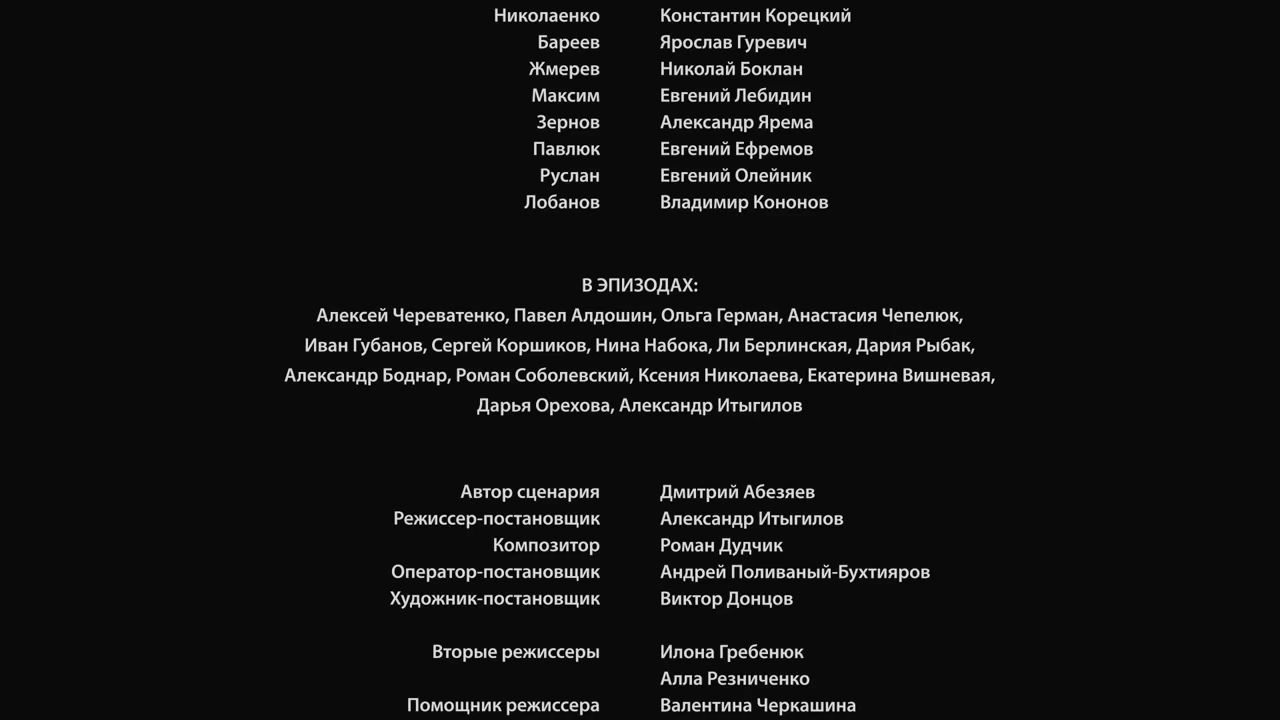 Николаенко Константин Корецкий
Бареев Ярослав Гуревич
Жмерев Николай Боклан
Максим Евгений Лебидин
Зернов Александр Ярема
Павлюк Евгений Ефремов
Руслан Евгений Олейник
Лобанов Владимир Кононов
В ЭПИЗОДАХ:
Алексей Череватенко, Павел Алдошин, Ольга Герман, Анастасия Чепелюк,
Иван Губанов, Сергей Коршиков, Нина Набока, Ли Берлинская, Дария Рыбак,
Александр Боднар, Роман Соболевский, Ксения Николаева, Екатерина Вишневая,
Дарья Орехова, Александр Итыгилов
Автор сценария Дмитрий Абезяев
Режиссер-постановщик Александр Итыгилов
Композитор Роман Дудчик
Оператор-постановщик Андрей Поливаный-Бухтияров
Художник-постановщик Виктор Донцов
Вторые режиссеры Илона Гребенюк
Алла Резниченко
Помощник режиссера Валентина Черкашина